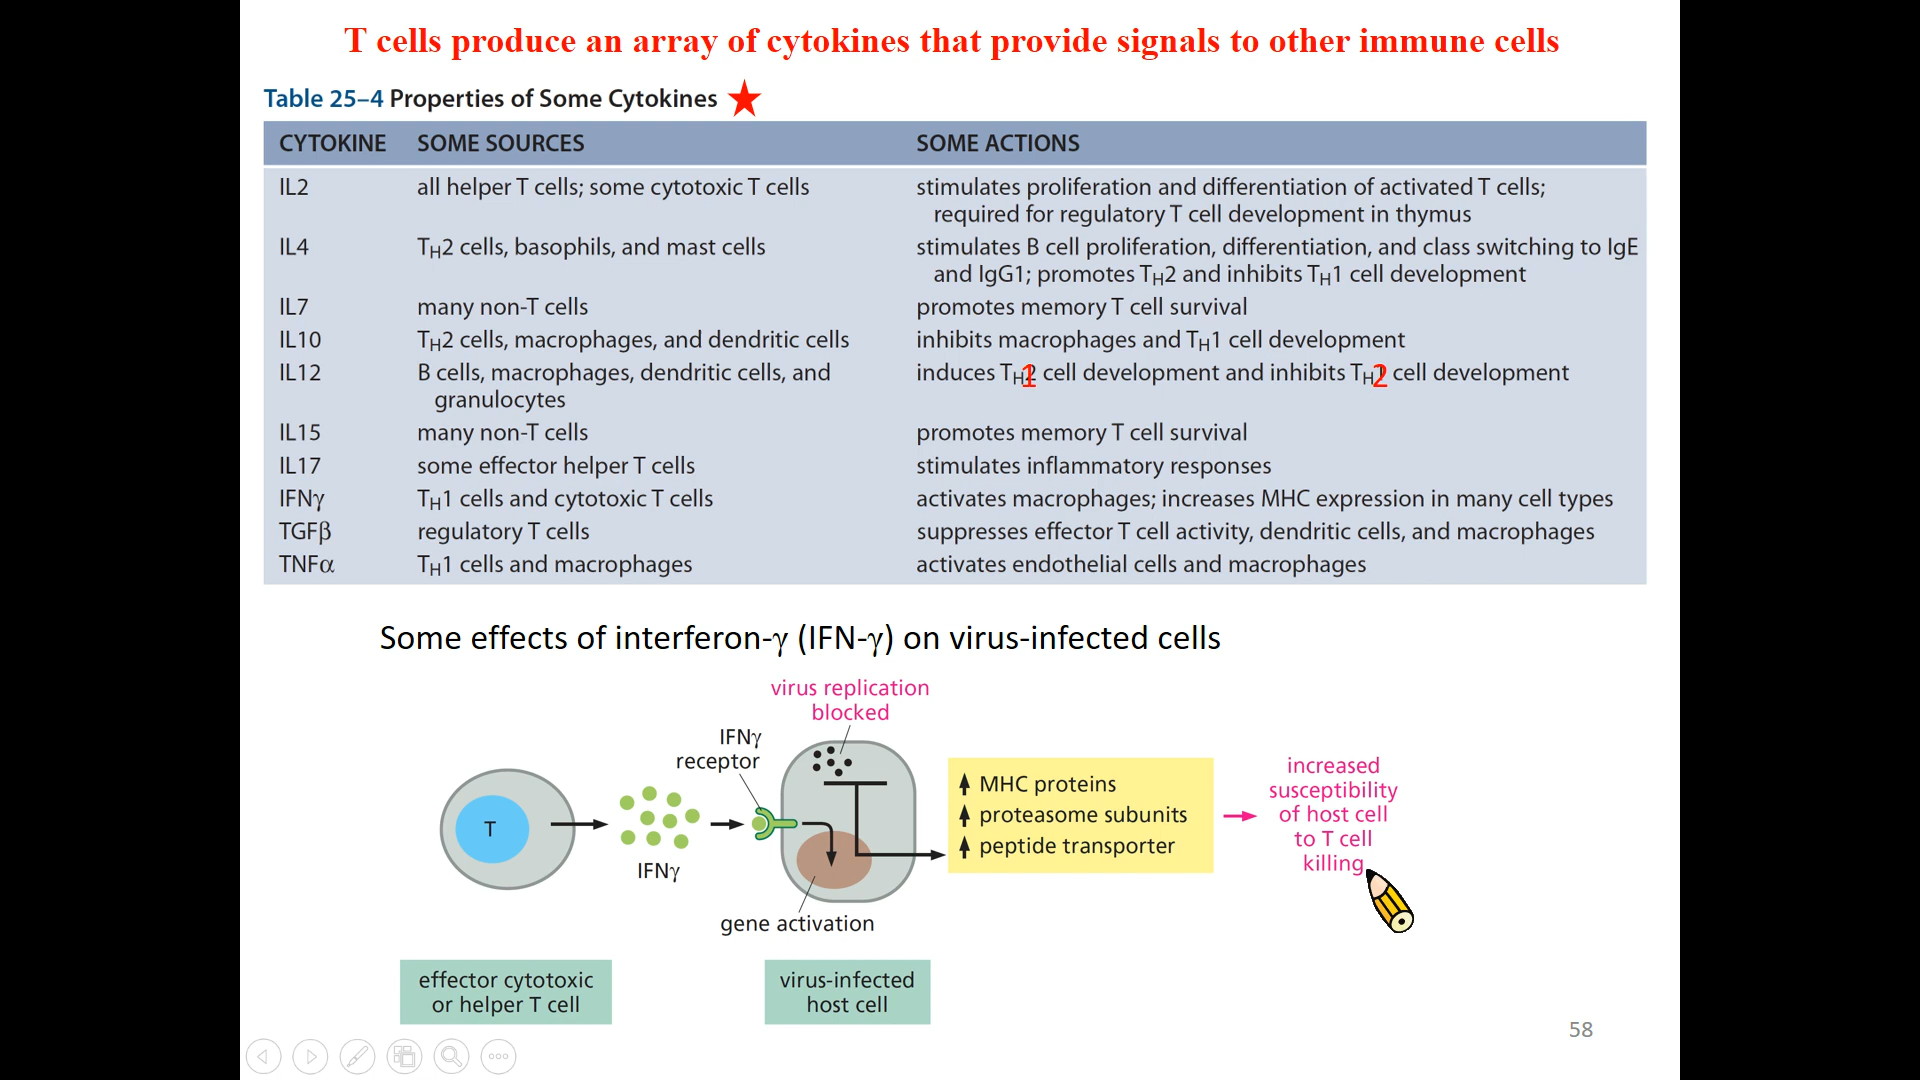 T cells produce an array of cytokines that provide signals to other immune cells
Table 25–4 Properties of Some Cytokines
CYTOKINE SOME SOURCES SOME ACTIONS
IL2 all helper T cells; some cytotoxic T cells stimulates proliferation and differentiation of activated T cells;
required for regulatory T cell development in thymus
IL4 TH2 cells, basophils, and mast cells stimulates B cell proliferation, differentiation, and class switching to IgE
and IgG1; promotes TH2 and inhibits TH1 cell development
IL7 many non-T cells promotes memory T cell survival
IL10 TH2 cells, macrophages, and dendritic cells inhibits macrophages and TH1 cell development
IL12 B cells, macrophages, dendritic cells, and induces TH1 cell development and inhibits TH2 cell development
granulocytes
IL15 many non-T cells promotes memory T cell survival
IL17 some effector helper T cells stimulates inflammatory responses
IFNγ TH1 cells and cytotoxic T cells activates macrophages; increases MHC expression in many cell types
TGFβ regulatory T cells suppresses effector T cell activity, dendritic cells, and macrophages
TNFα TH1 cells and macrophages activates endothelial cells and macrophages
Some effects of interferon-γ (IFN-γ) on virus-infected cells
virus replication
blocked
IFNγ
receptor
T
IFNγ
gene activation
MHC proteins
proteasome subunits
peptide transporter
increased
susceptibility
of host cell
to T cell
killing
effector cytotoxic
or helper T cell
virus-infected
host cell
58